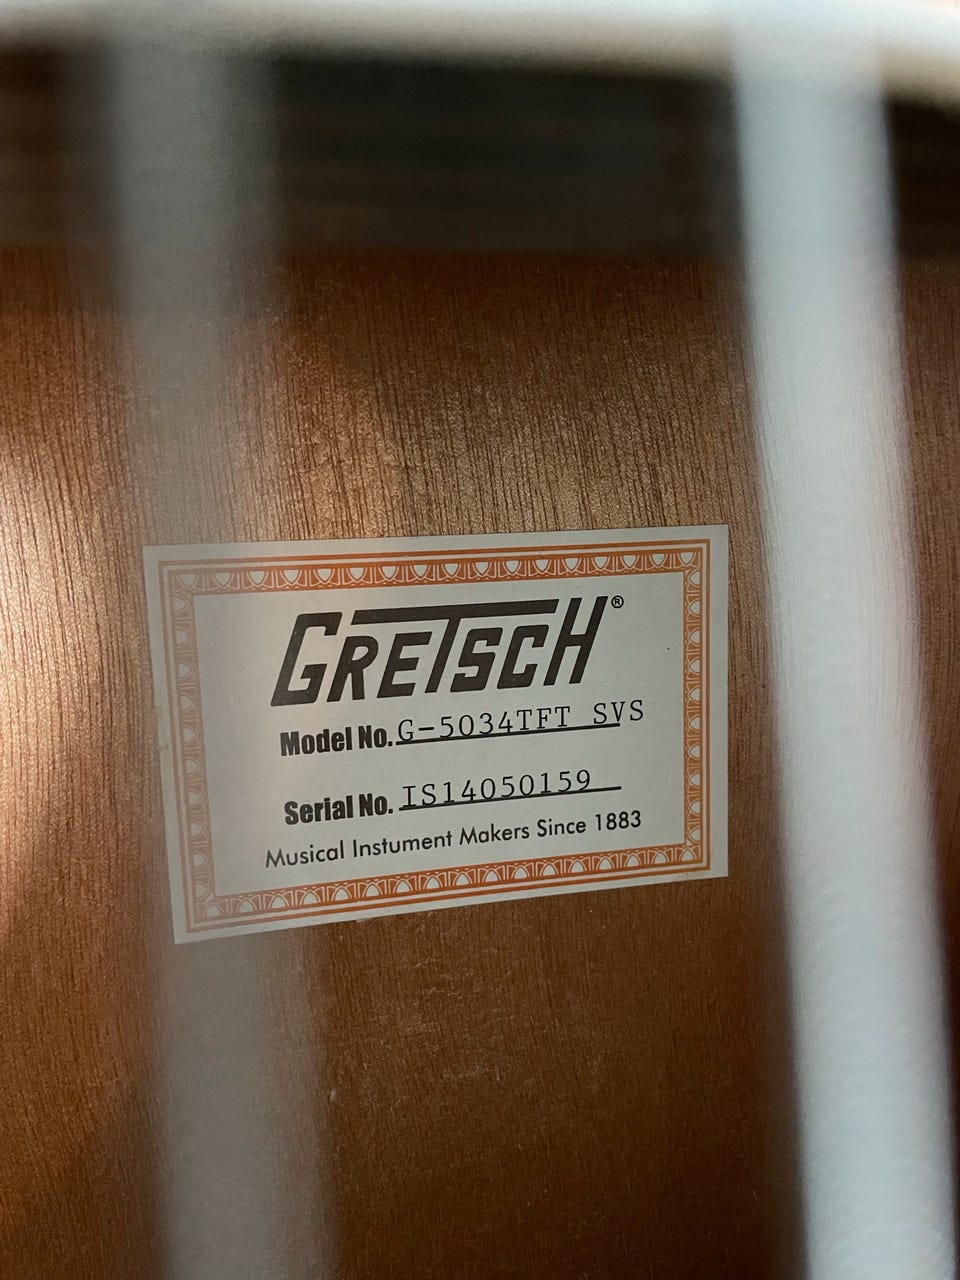 GRETSCH®
Model No. G-5034TFT SVS
Serial No. IS14050159
Musical Instument Makers Since 1883